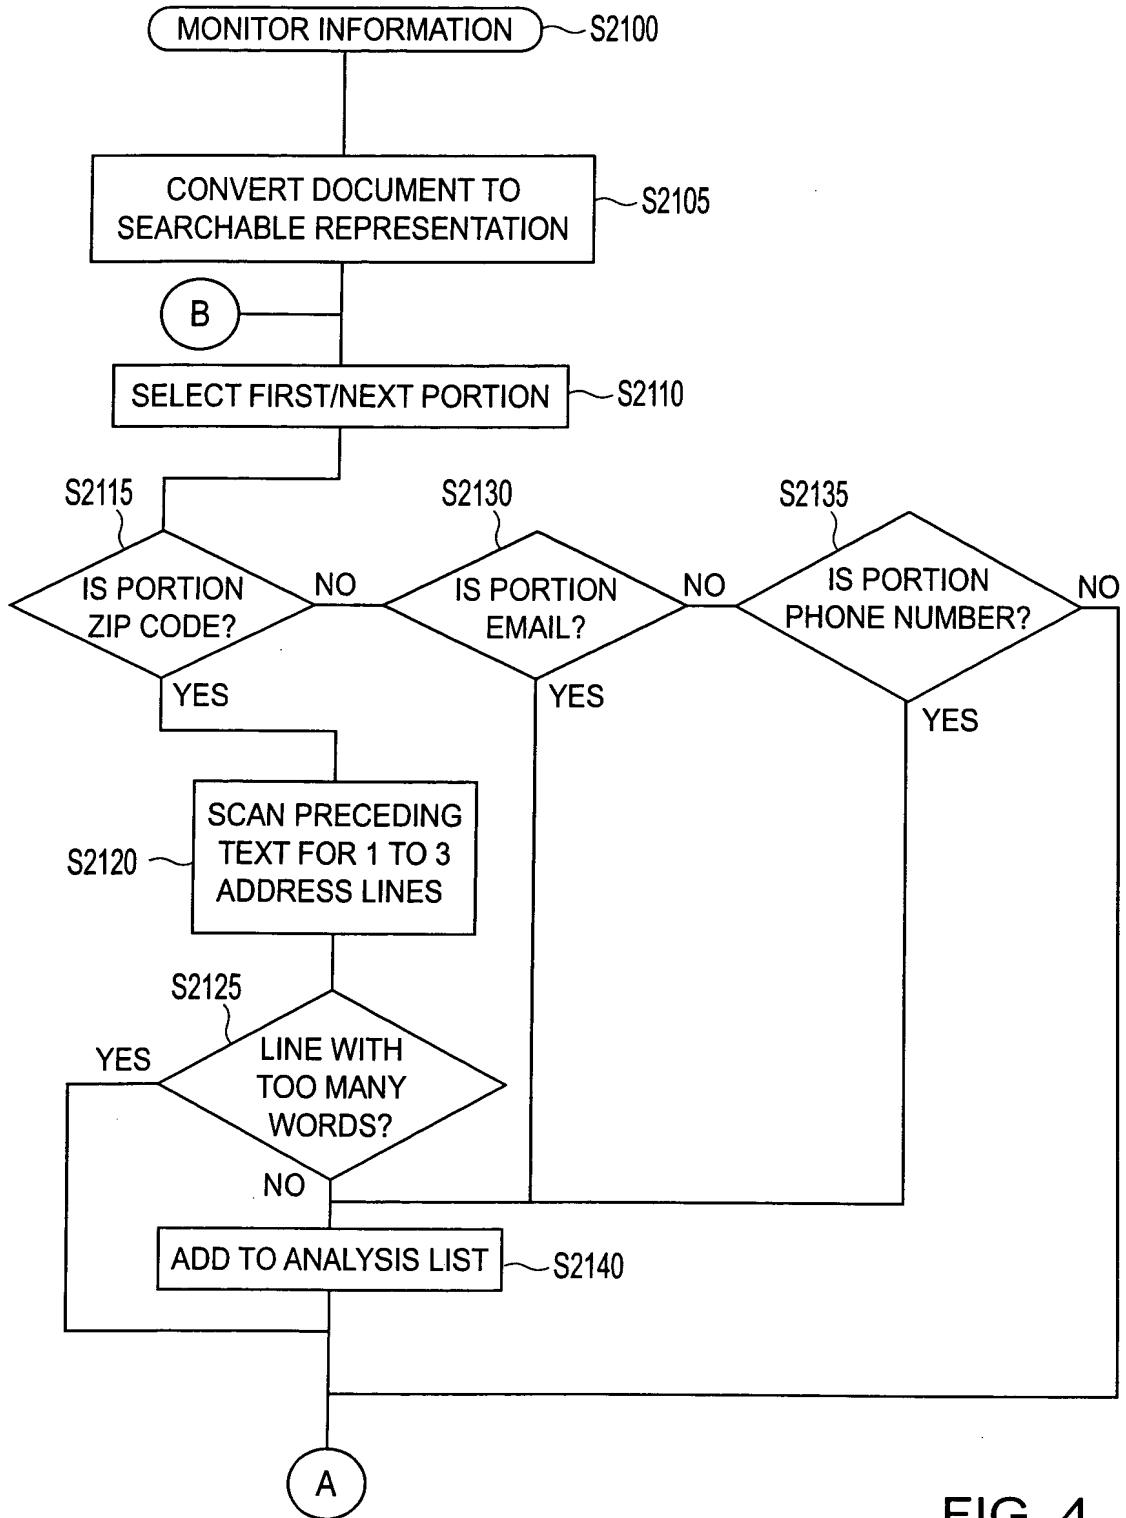 MONITOR INFORMATION
S2100
CONVERT DOCUMENT TO
SEARCHABLE REPRESENTATION
S2105
B
SELECT FIRST/NEXT PORTION
S2110
S2115
IS PORTION
ZIP CODE?
NO
YES
S2130
IS PORTION
EMAIL?
NO
YES
S2135
IS PORTION
PHONE NUMBER?
NO
YES
SCAN PRECEDING
TEXT FOR 1 TO 3
ADDRESS LINES
S2120
S2125
LINE WITH
TOO MANY
WORDS?
YES
NO
ADD TO ANALYSIS LIST
S2140
A
FIG. 4